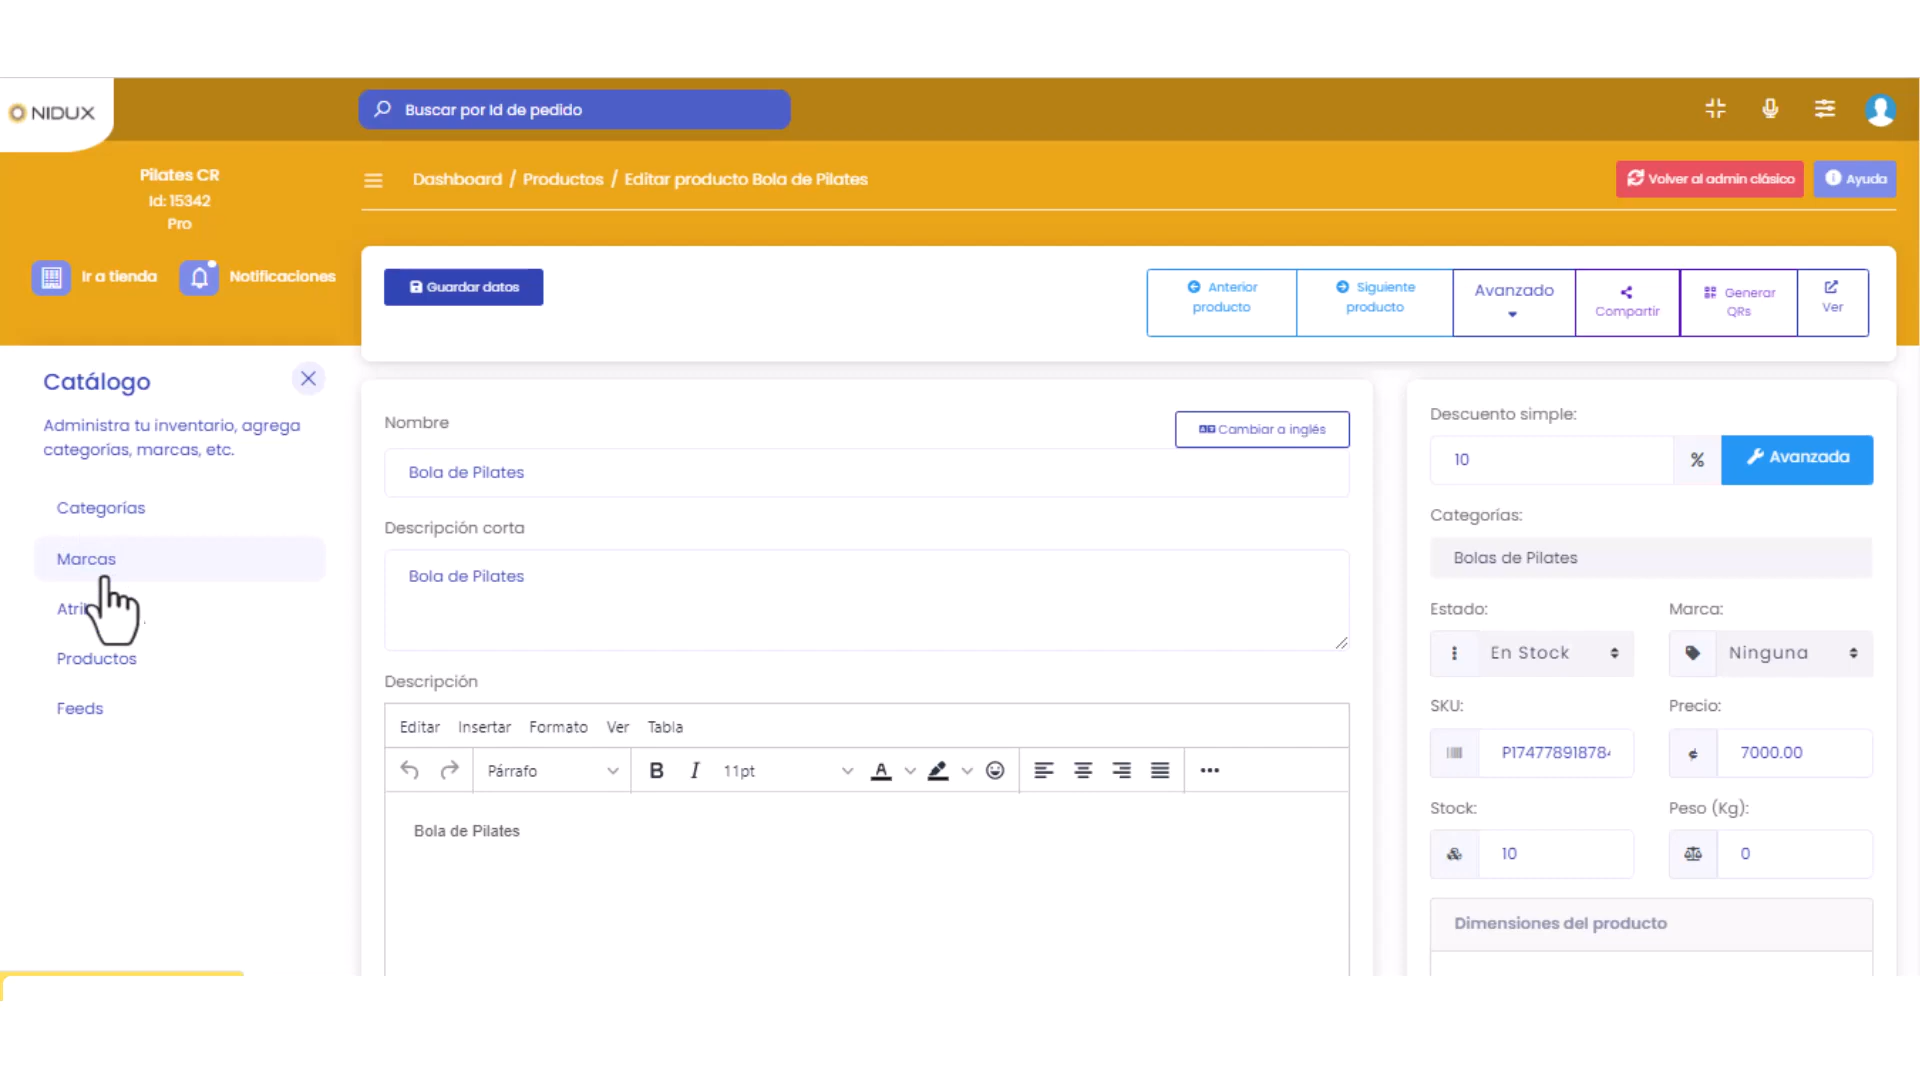 NIDUX
Buscar por Id de pedido
Pilates CR
Id: 15342
Pro
Ir a tienda
Notificaciones
Dashboard / Productos / Editar producto Bola de Pilates
Volver al admin clásico
Ayuda
Guardar datos
Anterior
producto
Siguiente
producto
Avanzado
Compartir
Generar
QRs
Ver
Catálogo
Administra tu inventario, agrega
categorías, marcas, etc.
Categorías
Marcas
Productos
Feeds
Nombre
Cambiar a inglés
Bola de Pilates
Descripción corta
Bola de Pilates
Descripción
Editar Insertar Formato Ver Tabla
Párrafo
B I 11pt A
Bola de Pilates
Descuento simple:
10
%
Avanzada
Categorías:
Bolas de Pilates
Estado:
Marca:
En Stock
Ninguna
SKU:
Precio:
₡
7000.00
Stock:
Peso (Kg):
10
0
Dimensiones del producto